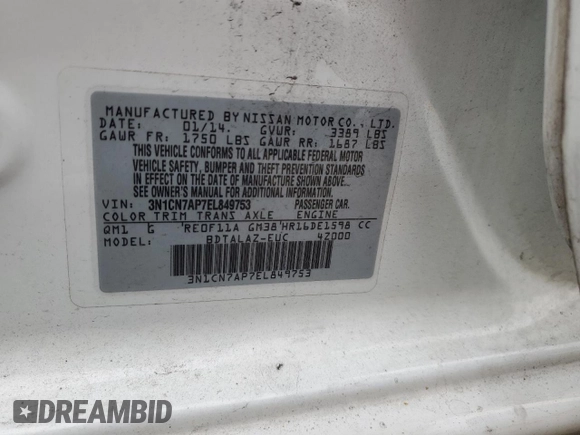 MANUFACTURED BY NISSAN MOTOR CO., LTD.
DATE: 01/14. GVWR: 3389 LBS
GAWR FR: 1750 LBS GAWR RR: 1687 LBS
THIS VEHICLE CONFORMS TO ALL APPLICABLE FEDERAL MOTOR
VEHICLE SAFETY, BUMPER AND THEFT PREVENTION STANDARDS
IN EFFECT ON THE DATE OF MANUFACTURE SHOWN ABOVE.
SEE OWNER'S MANUAL FOR ADDITIONAL INFORMATION.
VIN: 3N1CN7AP7EL849753 PASSENGER CAR.
COLOR TRIM TRANS AXLE ENGINE
QM1 G RE0F11A GM38 HR16DE1598 CC
MODEL: BDTALAZ-EUC 42000
3N1CN7AP7EL849753
DREAMBID